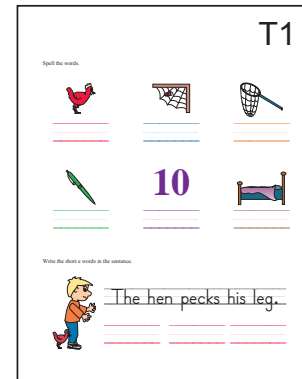 T1
Spell the words.
10
Write the short e words in the sentence.
The hen pecks his leg.